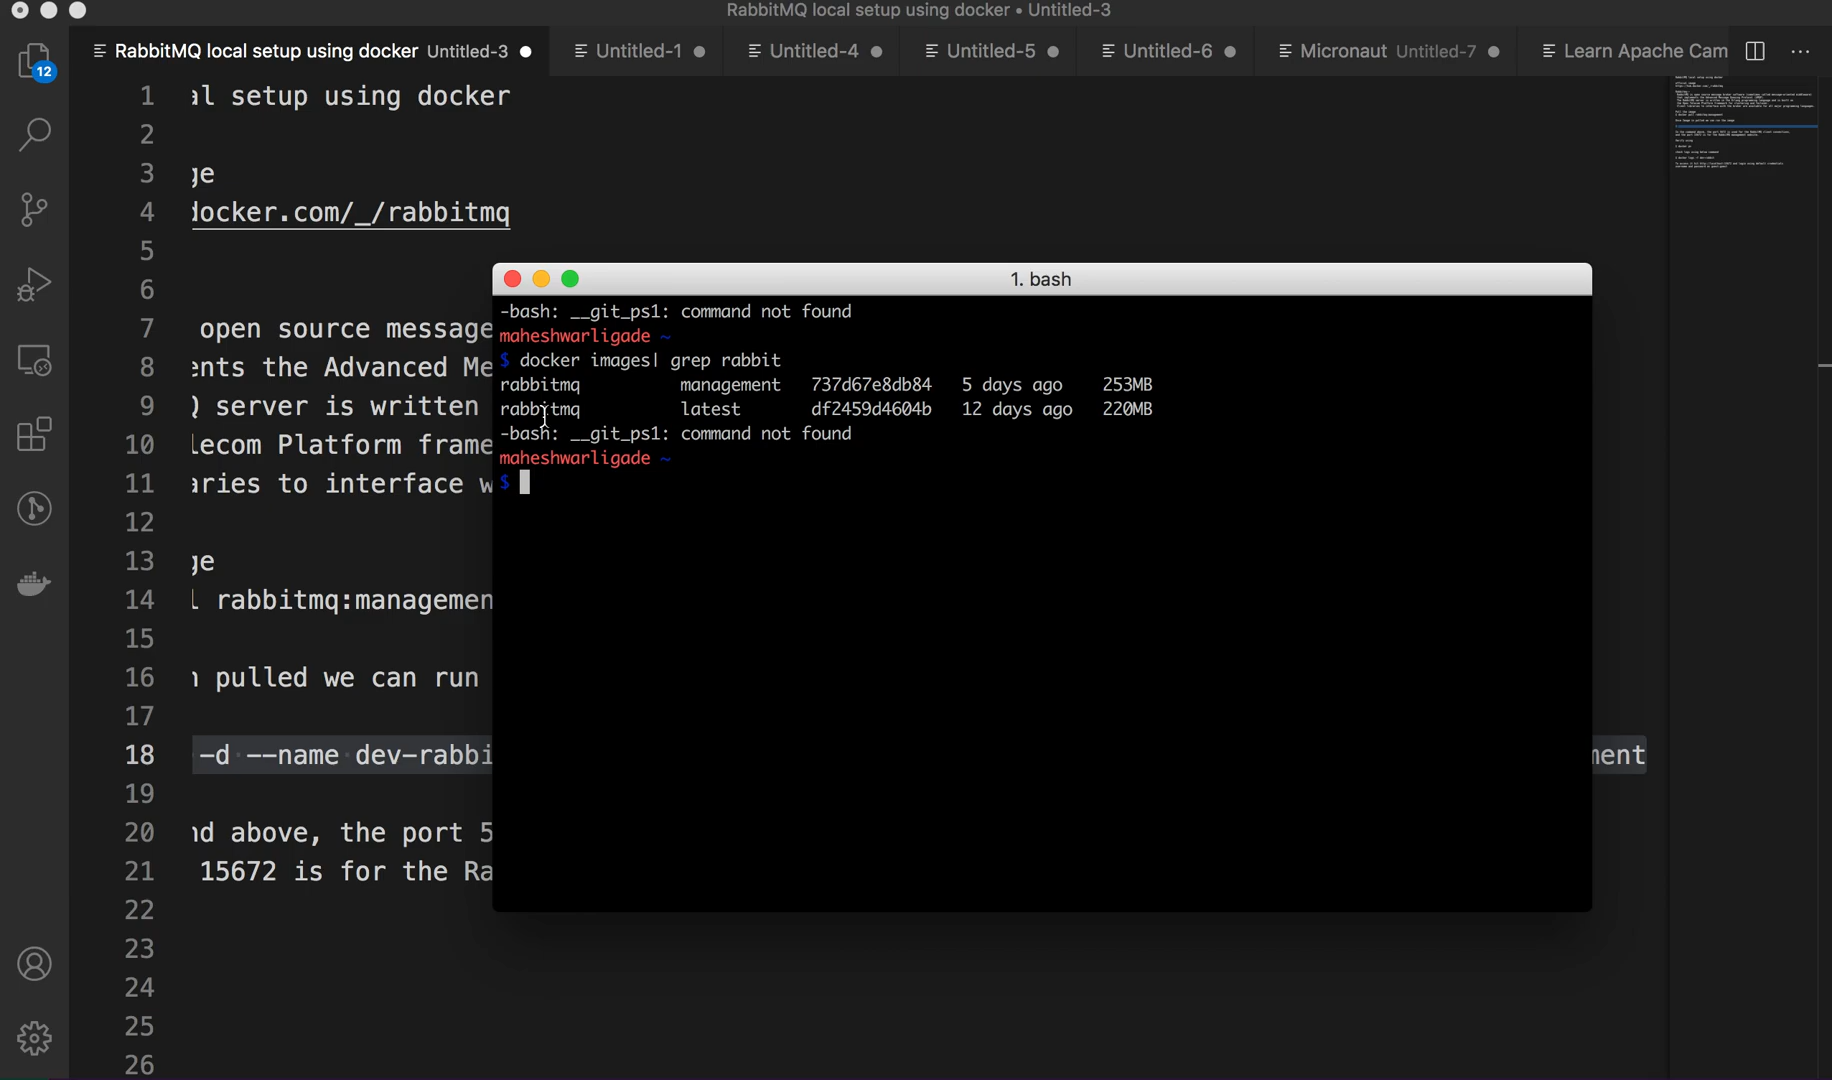 RabbitMQ local setup using docker • Untitled-3
12
RabbitMQ local setup using docker Untitled-3
Untitled-1
Untitled-4
Untitled-5
Untitled-6
Micronaut Untitled-7
Learn Apache Cam
1 al setup using docker
2
3 ge
4 docker.com/_/rabbitmq
5
6
7 open source message
8 ents the Advanced Me
9 Q server is written
10 lecom Platform frame
11 aries to interface w
12
13 ge
14 l rabbitmq:managemen
15
16 n pulled we can run
17
18 -d --name dev-rabbi ment
19
20 nd above, the port 5
21 15672 is for the Ra
22
23
24
25
26
1. bash
-bash: __git_ps1: command not found
maheshwarligade ~
$ docker images| grep rabbit
rabbitmq management 737d67e8db84 5 days ago 253MB
rabbitmq latest df2459d4604b 12 days ago 220MB
-bash: __git_ps1: command not found
maheshwarligade ~
$